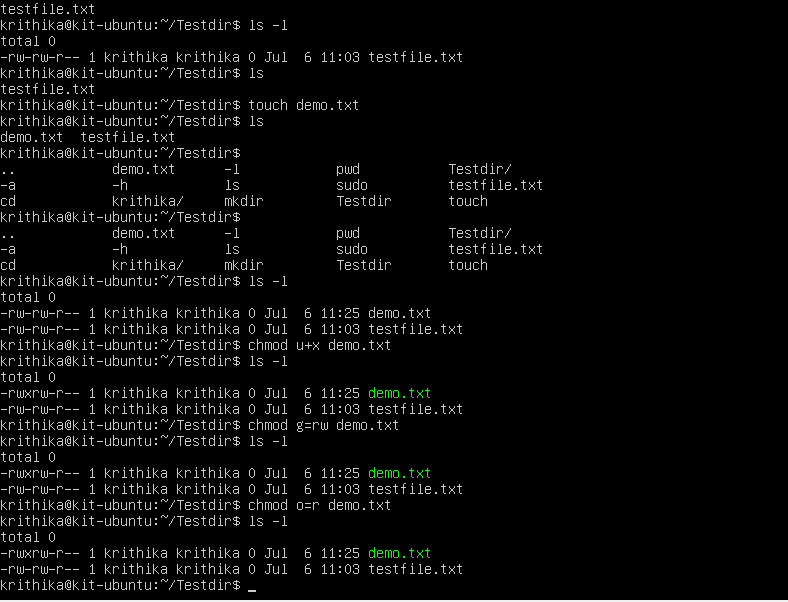 testfile.txt
krithika@kit-ubuntu:~/Testdir$ ls -l
total 0
-rw-rw-r-- 1 krithika krithika 0 Jul  6 11:03 testfile.txt
krithika@kit-ubuntu:~/Testdir$ ls
testfile.txt
krithika@kit-ubuntu:~/Testdir$ touch demo.txt
krithika@kit-ubuntu:~/Testdir$ ls
demo.txt  testfile.txt
krithika@kit-ubuntu:~/Testdir$
..            demo.txt      -l            pwd           Testdir/
-a            -h            ls            sudo          testfile.txt
cd            krithika/     mkdir         Testdir       touch
krithika@kit-ubuntu:~/Testdir$
..            demo.txt      -l            pwd           Testdir/
-a            -h            ls            sudo          testfile.txt
cd            krithika/     mkdir         Testdir       touch
krithika@kit-ubuntu:~/Testdir$ ls -l
total 0
-rw-rw-r-- 1 krithika krithika 0 Jul  6 11:25 demo.txt
-rw-rw-r-- 1 krithika krithika 0 Jul  6 11:03 testfile.txt
krithika@kit-ubuntu:~/Testdir$ chmod u+x demo.txt
krithika@kit-ubuntu:~/Testdir$ ls -l
total 0
-rwxrw-r-- 1 krithika krithika 0 Jul  6 11:25 demo.txt
-rw-rw-r-- 1 krithika krithika 0 Jul  6 11:03 testfile.txt
krithika@kit-ubuntu:~/Testdir$ chmod g=rw demo.txt
krithika@kit-ubuntu:~/Testdir$ ls -l
total 0
-rwxrw-r-- 1 krithika krithika 0 Jul  6 11:25 demo.txt
-rw-rw-r-- 1 krithika krithika 0 Jul  6 11:03 testfile.txt
krithika@kit-ubuntu:~/Testdir$ chmod o=r demo.txt
krithika@kit-ubuntu:~/Testdir$ ls -l
total 0
-rwxrw-r-- 1 krithika krithika 0 Jul  6 11:25 demo.txt
-rw-rw-r-- 1 krithika krithika 0 Jul  6 11:03 testfile.txt
krithika@kit-ubuntu:~/Testdir$ _